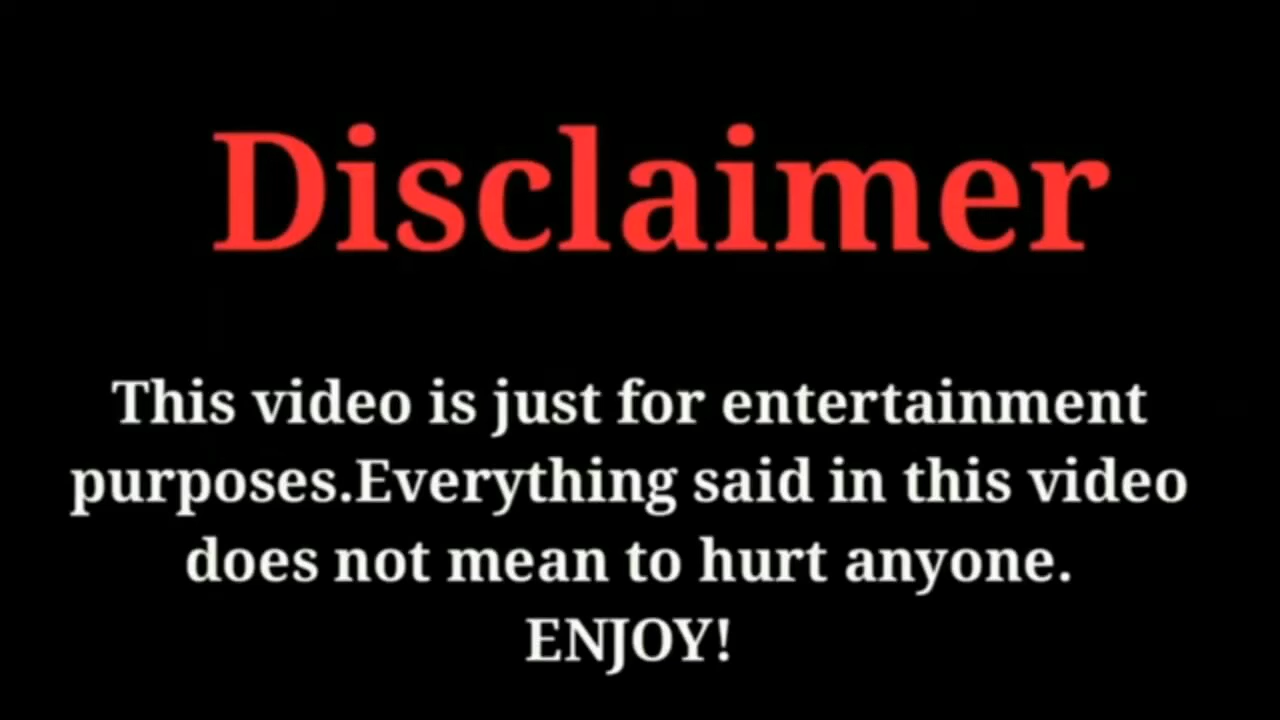 Disclaimer
This video is just for entertainment
purposes.Everything said in this video
does not mean to hurt anyone.
ENJOY!